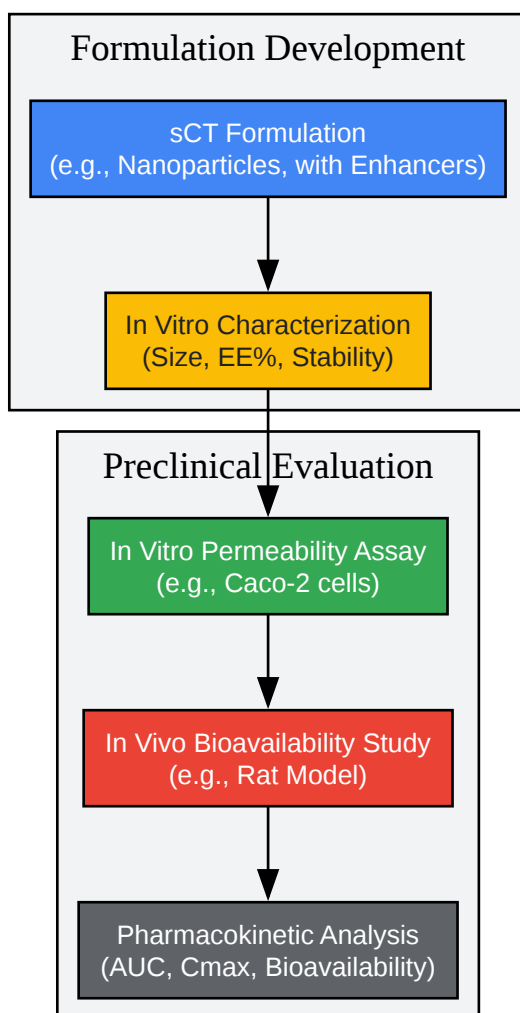 Formulation Development
sCT Formulation
(e.g., Nanoparticles, with Enhancers)
In Vitro Characterization
(Size, EE%, Stability)
Preclinical Evaluation
In Vitro Permeability Assay
(e.g., Caco-2 cells)
In Vivo Bioavailability Study
(e.g., Rat Model)
Pharmacokinetic Analysis
(AUC, Cmax, Bioavailability)